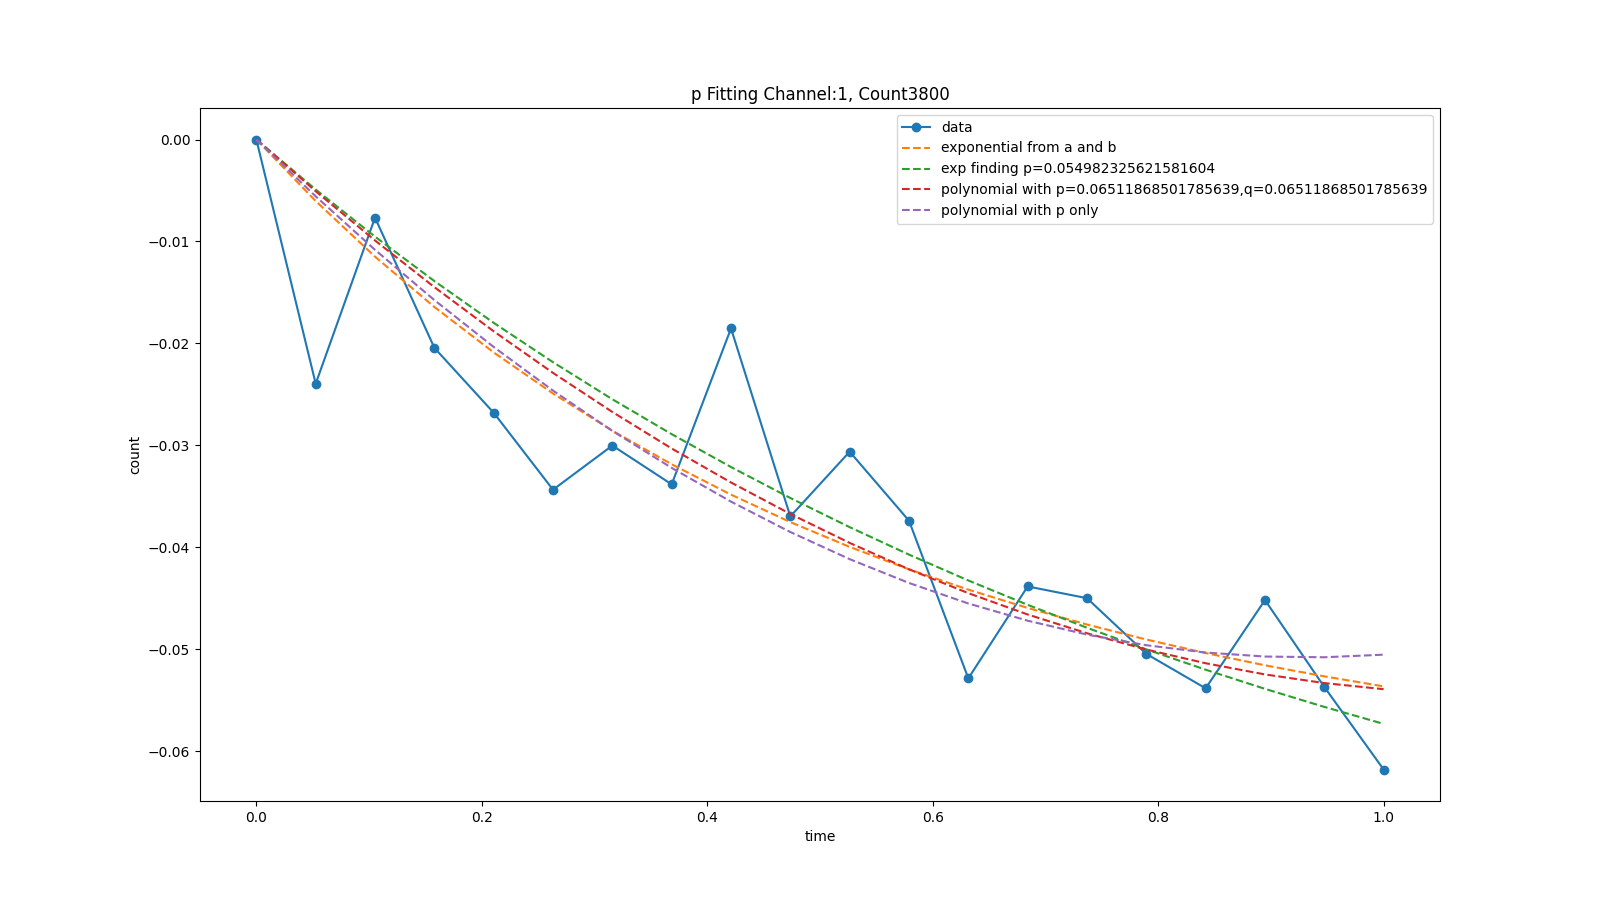 p Fitting Channel:1, Count3800
data
exponential from a and b
exp finding p=0.054982325621581604
polynomial with p=0.06511868501785639,q=0.06511868501785639
polynomial with p only
0.00
−0.01
−0.02
−0.03
−0.04
−0.05
−0.06
count
0.0 0.2 0.4 0.6 0.8 1.0
time